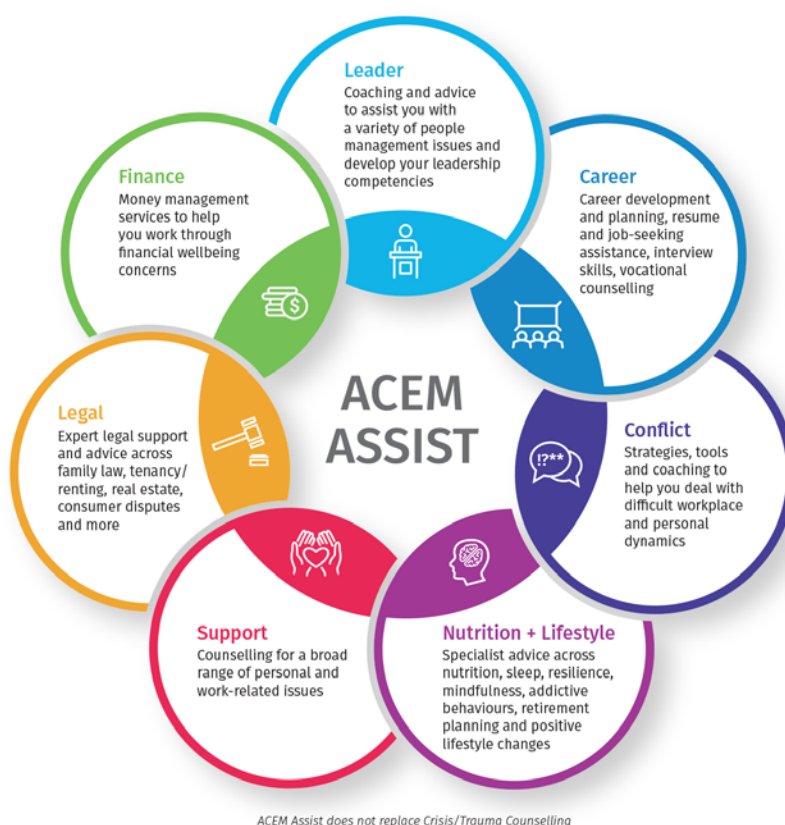 Leader
Coaching and advice
to assist you with
a variety of people
management issues and
develop your leadership
competencies
Finance
Money management
services to help
you work through
financial wellbeing
concerns
$
Career
Career development
and planning, resume
and job-seeking
assistance, interview
skills, vocational
counselling
ACEM
ASSIST
Legal
Expert legal support
and advice across
family law, tenancy/
renting, real estate,
consumer disputes
and more
!?**
Conflict
Strategies, tools
and coaching to
help you deal with
difficult workplace
and personal
dynamics
Support
Counselling for a broad
range of personal and
work-related issues
Nutrition + Lifestyle
Specialist advice across
nutrition, sleep, resilience,
mindfulness, addictive
behaviours, retirement
planning and positive
lifestyle changes
ACEM Assist does not replace Crisis/Trauma Counselling